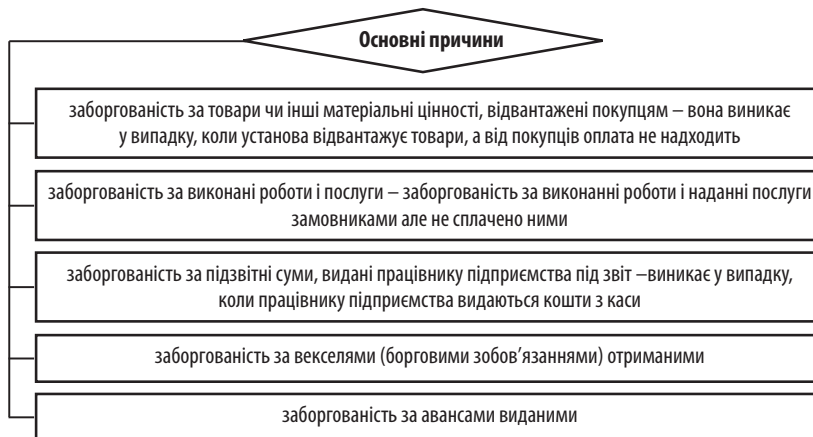 Основні причини
заборгованість за товари чи інші матеріальні цінності, відвантажені покупцям – вона виникає
у випадку, коли установа відвантажує товари, а від покупців оплата не надходить
заборгованість за виконані роботи і послуги – заборгованість за виконанні роботи і наданні послуги
замовниками але не сплачено ними
заборгованість за підзвітні суми, видані працівнику підприємства під звіт –виникає у випадку,
коли працівнику підприємства видаються кошти з каси
заборгованість за векселями (борговими зобов’язаннями) отриманими
заборгованість за авансами виданими